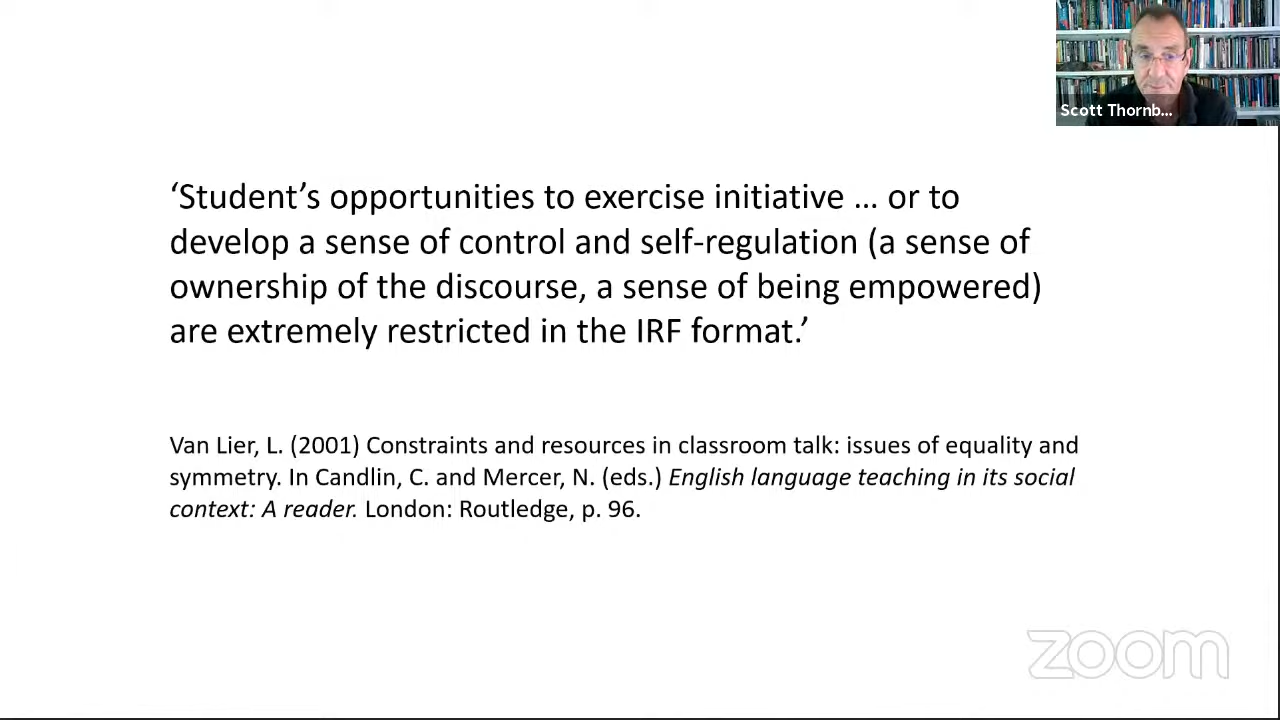 Scott Thornb...
‘Student’s opportunities to exercise initiative … or to
develop a sense of control and self-regulation (a sense of
ownership of the discourse, a sense of being empowered)
are extremely restricted in the IRF format.’
Van Lier, L. (2001) Constraints and resources in classroom talk: issues of equality and
symmetry. In Candlin, C. and Mercer, N. (eds.) English language teaching in its social
context: A reader. London: Routledge, p. 96.
zoom